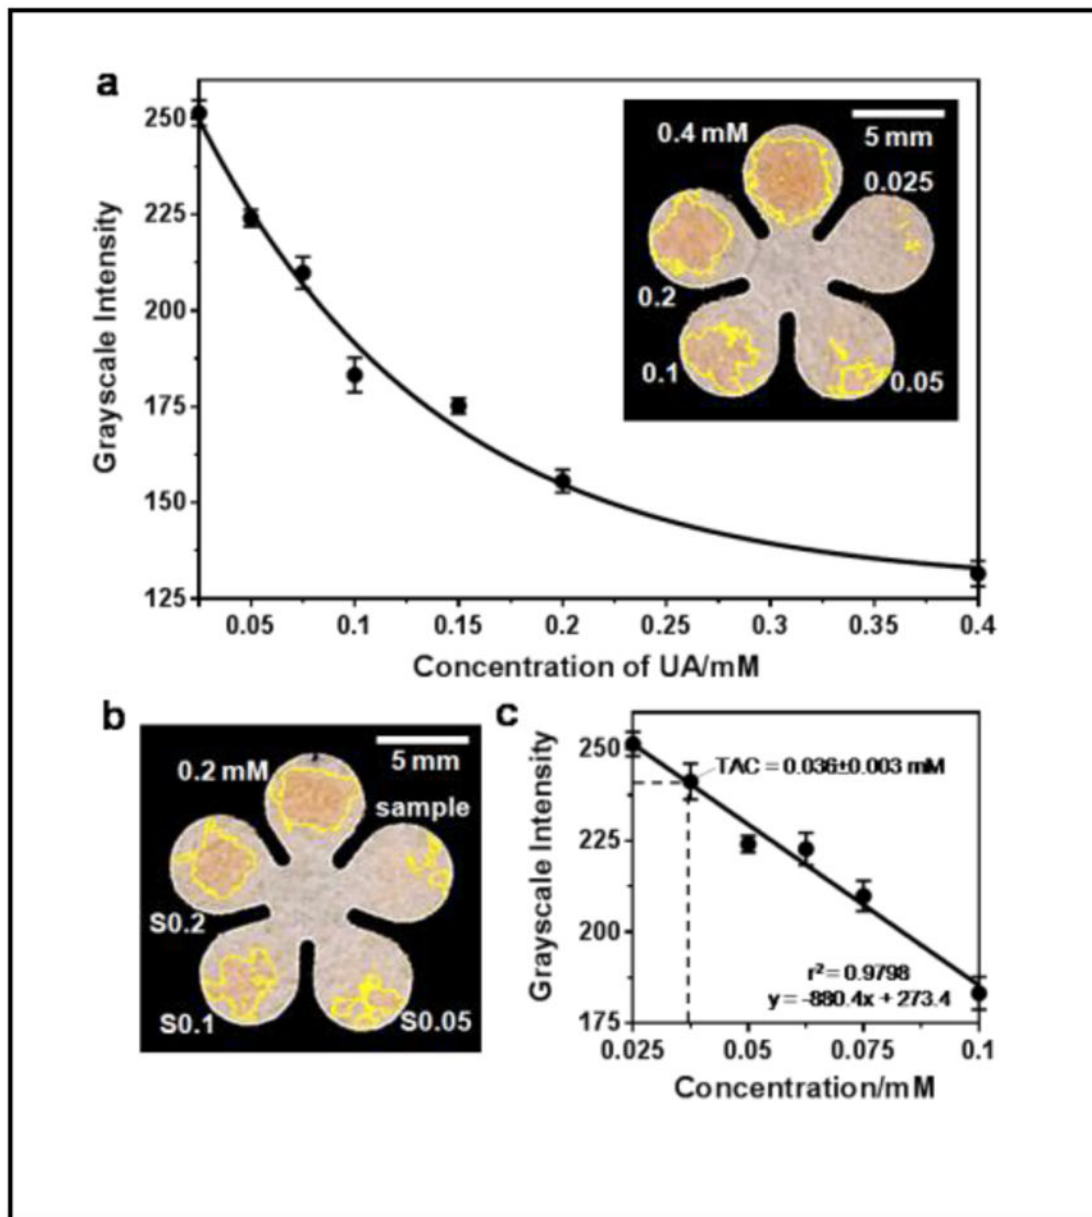 a
250
225
200
175
150
125
Grayscale Intensity
0.05 0.1 0.15 0.2 0.25 0.3 0.35 0.4
Concentration of UA/mM
0.4 mM
5 mm
0.025
0.2
0.1
0.05
b
0.2 mM
5 mm
sample
S0.2
S0.1
S0.05
c
250
225
200
175
Grayscale Intensity
TAC = 0.036±0.003 mM
r² = 0.9798
y = -880.4x + 273.4
0.025 0.05 0.075 0.1
Concentration/mM